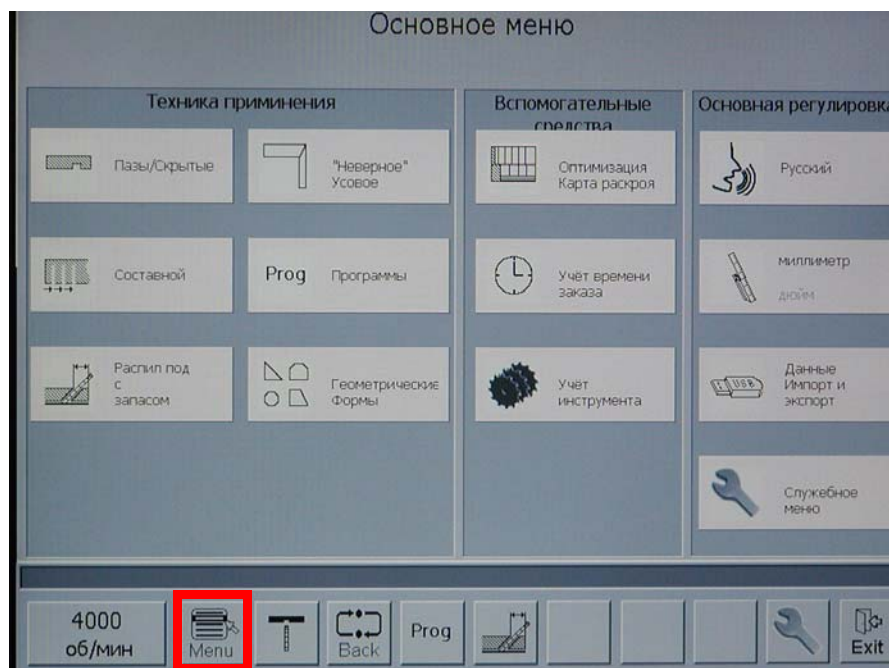 Основное меню
Техника приминения
Вспомогательные
средства
Основная регулировка
Пазы/Скрытые
"Неверное"
Усовое
Оптимизация
Карта раскроя
Русский
Составной
Prog
Программы
Учёт времени
заказа
миллиметр
дюйм
Распил под
с
запасом
Геометрические
Формы
Учёт
инструмента
USB
Данные
Импорт и
экспорт
Служебное
меню
4000
об/мин
Menu
Back
Prog
Exit